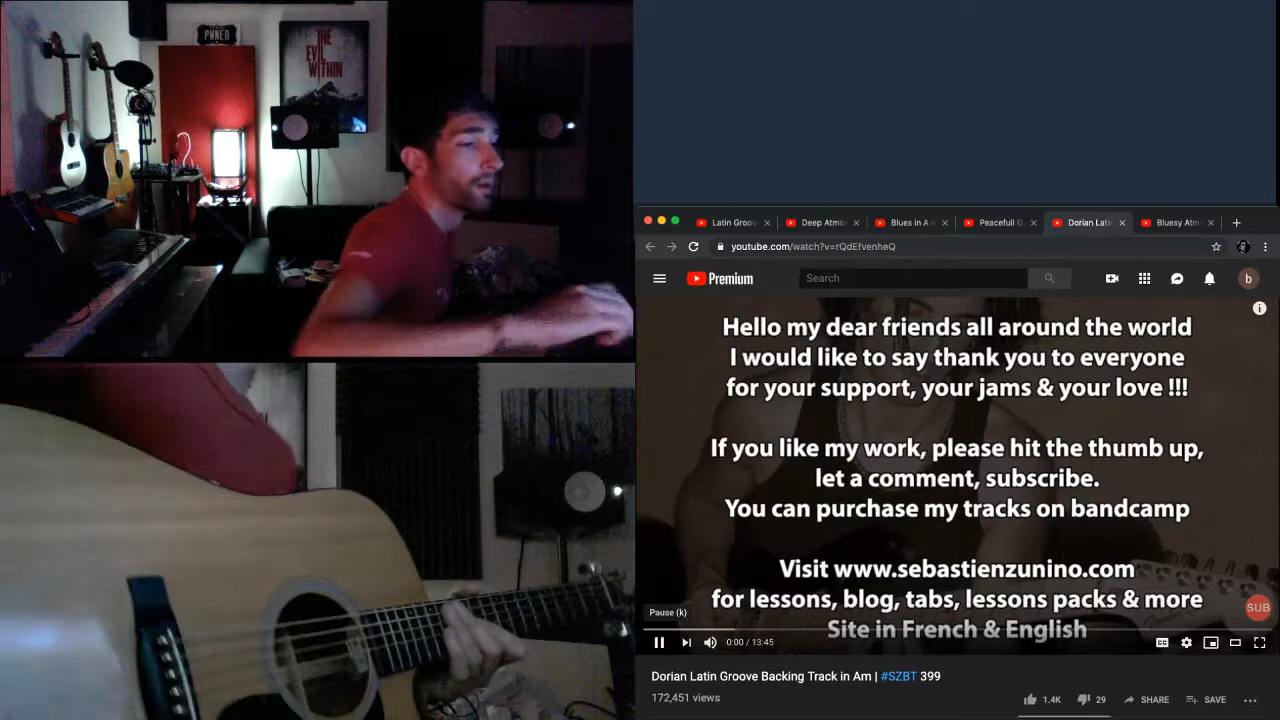 PWNED
THE
EVIL
WITHIN
Latin Groov
Deep Atmo
Blues in A
Peacefull G
Dorian Lati
Bluesy Atm
youtube.com/watch?v=rQdEfvenheQ
Premium
Search
b
Hello my dear friends all around the world
I would like to say thank you to everyone
for your support, your jams & your love !!!
If you like my work, please hit the thumb up,
let a comment, subscribe.
You can purchase my tracks on bandcamp
Visit www.sebastienzunino.com
for lessons, blog, tabs, lessons packs & more
Site in French & English
SUB
Pause (k)
0:00 / 13:45
CC
Dorian Latin Groove Backing Track in Am | #SZBT 399
172,451 views
1.4K
29
SHARE
SAVE